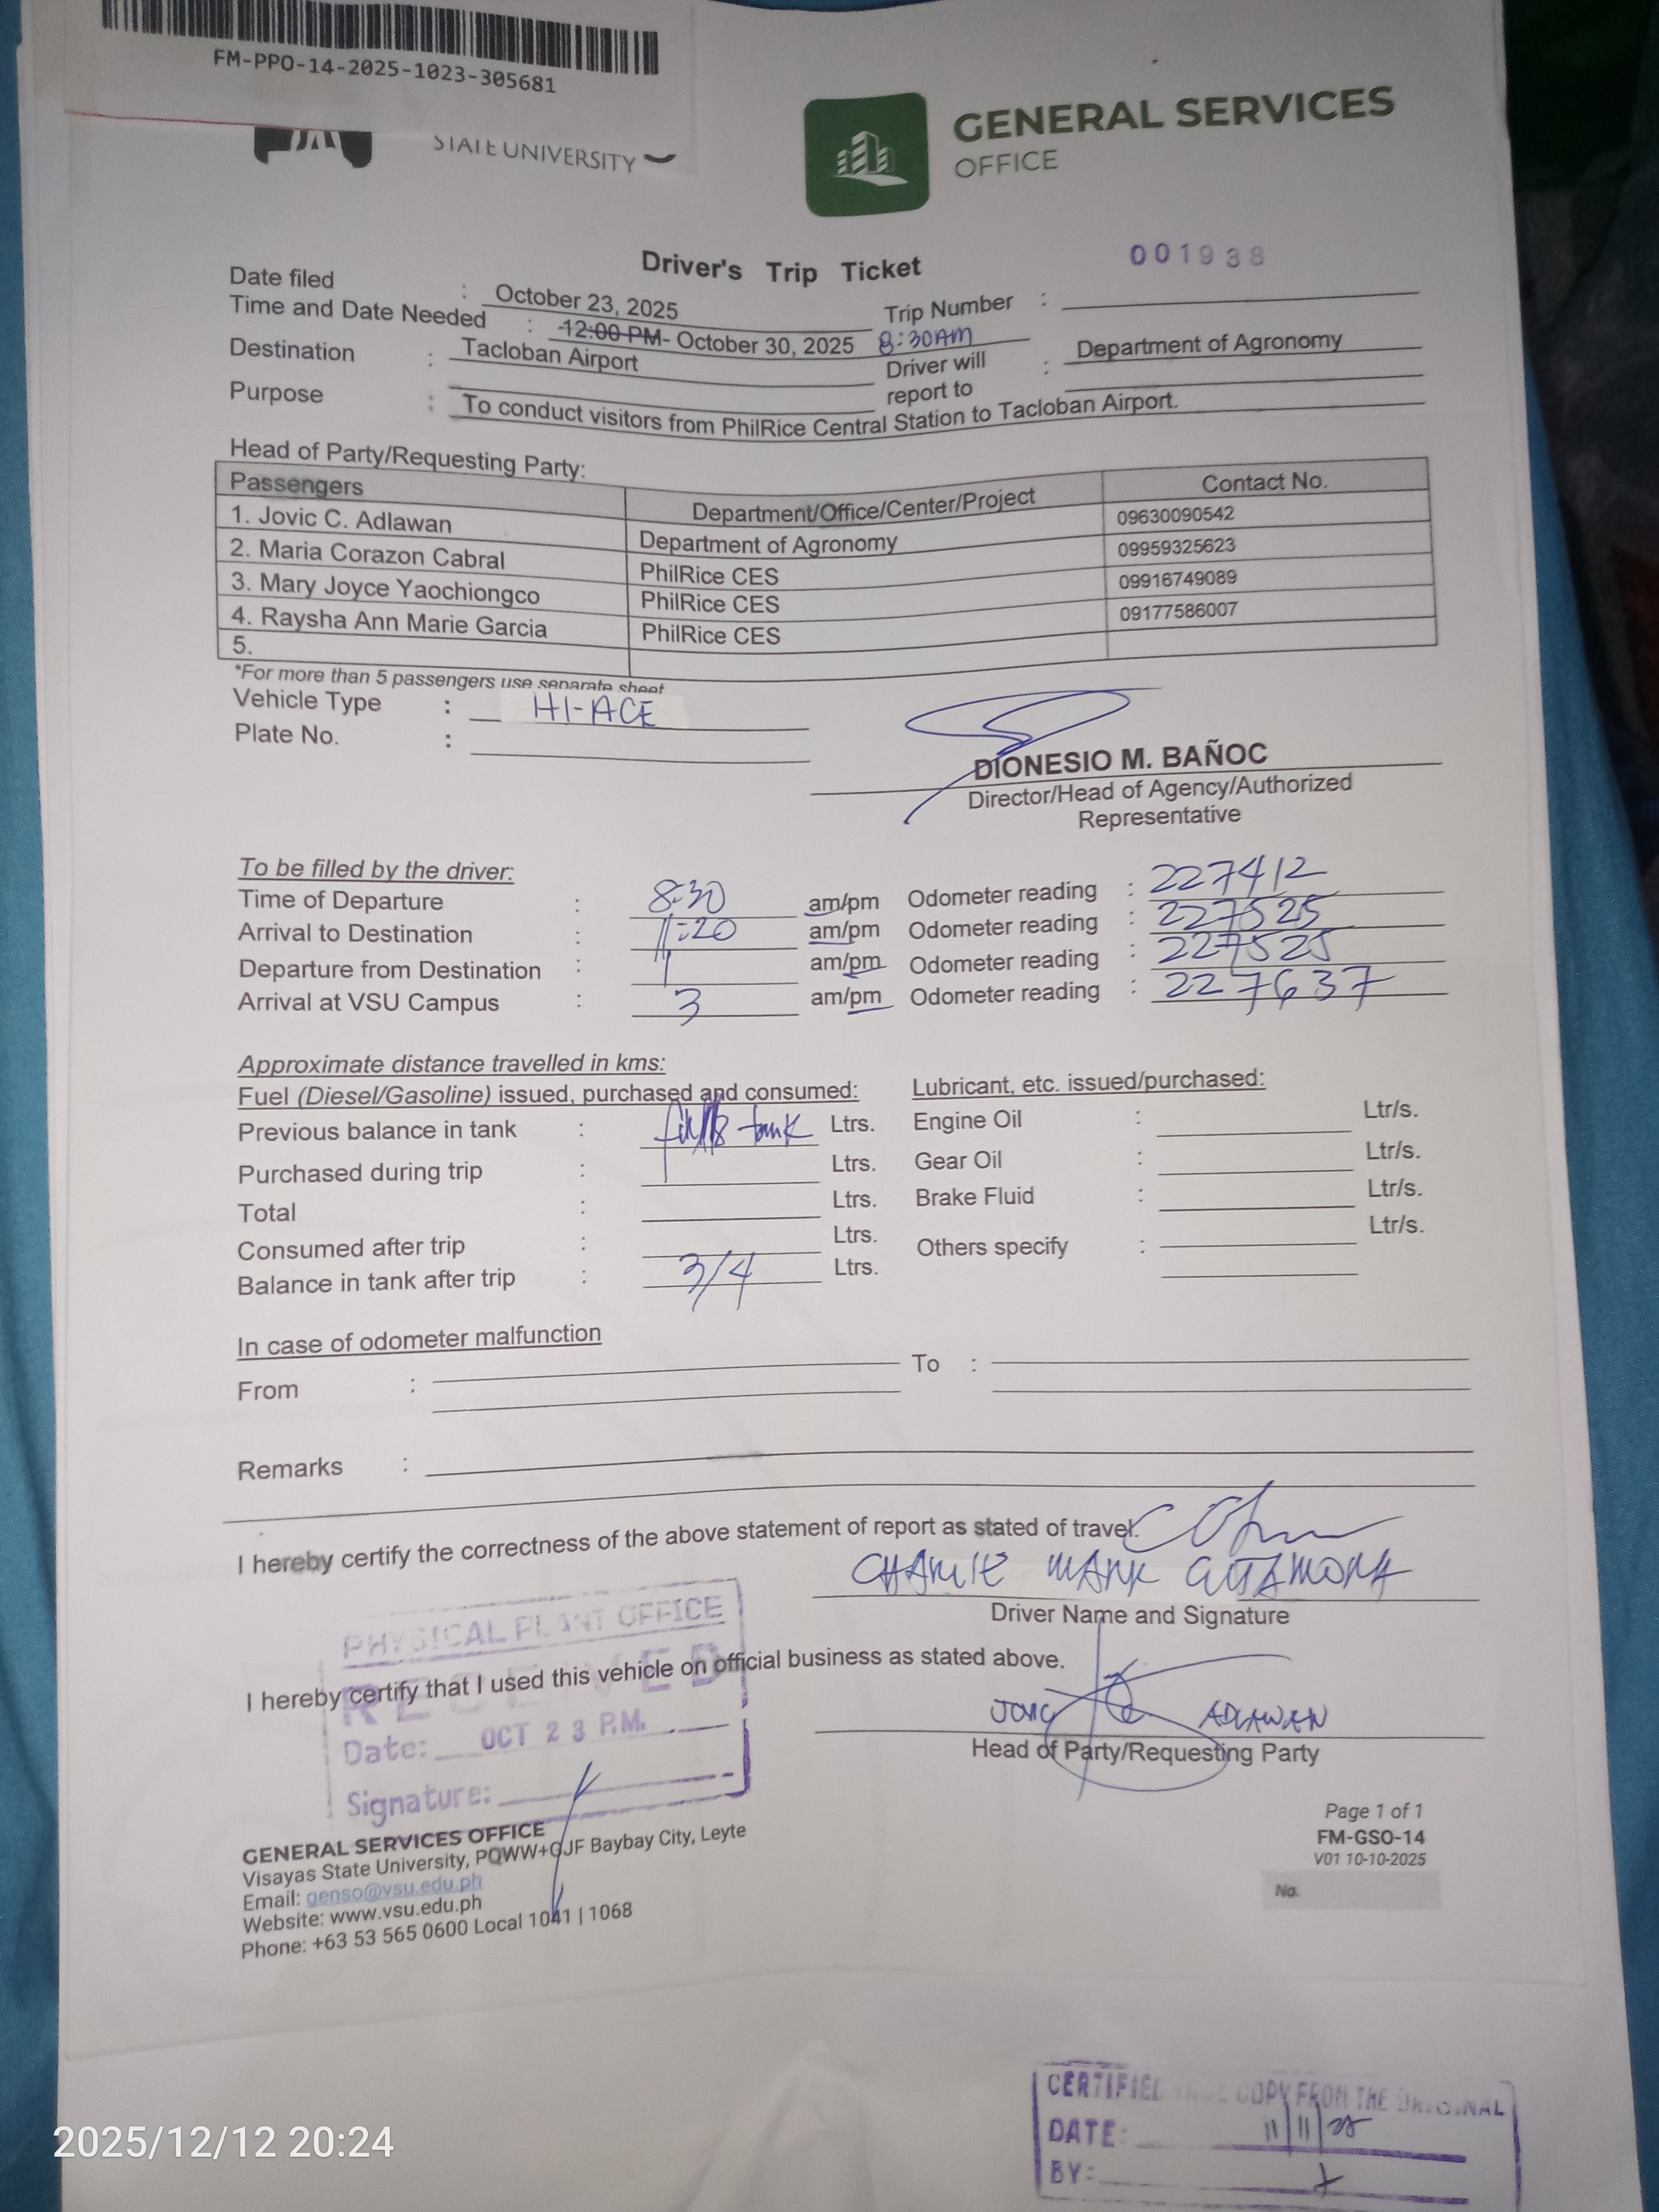 FM-PPO-14-2025-1023-305681
STATE UNIVERSITY
GENERAL SERVICES
OFFICE
Driver's Trip Ticket
001938
Date filed : October 23, 2025 Trip Number :
Time and Date Needed : 12:00 PM- October 30, 2025 8:30AM
Destination : Tacloban Airport Driver will report to : Department of Agronomy
Purpose : To conduct visitors from PhilRice Central Station to Tacloban Airport.
Head of Party/Requesting Party:
Passengers Department/Office/Center/Project Contact No.
1. Jovic C. Adlawan Department of Agronomy 09630090542
2. Maria Corazon Cabral PhilRice CES 09959325623
3. Mary Joyce Yaochiongco PhilRice CES 09916749089
4. Raysha Ann Marie Garcia PhilRice CES 09177586007
5.
*For more than 5 passengers use separate sheet
Vehicle Type : HI-ACE
Plate No. :
DIONESIO M. BAÑOC
Director/Head of Agency/Authorized
Representative
To be filled by the driver:
Time of Departure : 8:30 am/pm Odometer reading : 227412
Arrival to Destination : 11:20 am/pm Odometer reading : 227525
Departure from Destination : 1 am/pm Odometer reading : 227525
Arrival at VSU Campus : 3 am/pm Odometer reading : 227637
Approximate distance travelled in kms:
Fuel (Diesel/Gasoline) issued, purchased and consumed: Lubricant, etc. issued/purchased:
Previous balance in tank : tank Ltrs. Engine Oil : Ltr/s.
Purchased during trip : Ltrs. Gear Oil : Ltr/s.
Total : Ltrs. Brake Fluid : Ltr/s.
Consumed after trip : Ltrs. Others specify : Ltr/s.
Balance in tank after trip : 3/4 Ltrs.
In case of odometer malfunction
From : To :
Remarks :
I hereby certify the correctness of the above statement of report as stated of travel.
CHARLIE MARK
Driver Name and Signature
PHYSICAL PLANT OFFICE
RECEIVED
Date: OCT 23 P.M.
Signature:
I hereby certify that I used this vehicle on official business as stated above.
JOVIC ADLAWAN
Head of Party/Requesting Party
GENERAL SERVICES OFFICE
Visayas State University, PQWW+GJF Baybay City, Leyte
Email: genso@vsu.edu.ph
Website: www.vsu.edu.ph
Phone: +63 53 565 0600 Local 1041 | 1068
Page 1 of 1
FM-GSO-14
V01 10-10-2025
No.
CERTIFIED TRUE COPY FROM THE ORIGINAL
DATE: 11/11/25
BY:
2025/12/12 20:24